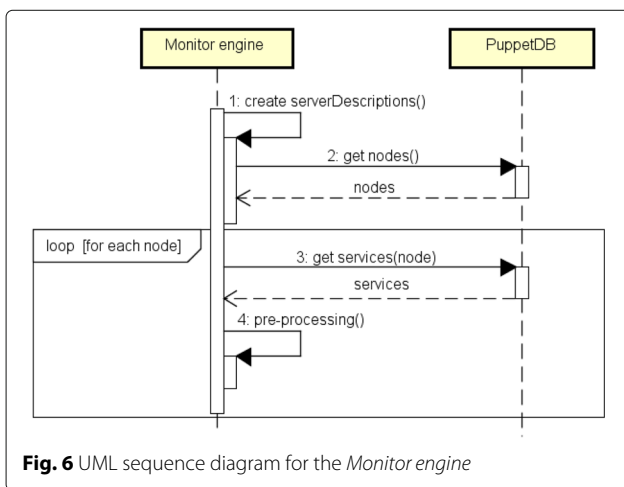 Monitor engine
PuppetDB
1: create serverDescriptions()
2: get nodes()
nodes
loop [for each node]
3: get services(node)
services
4: pre-processing()
Fig. 6 UML sequence diagram for the Monitor engine